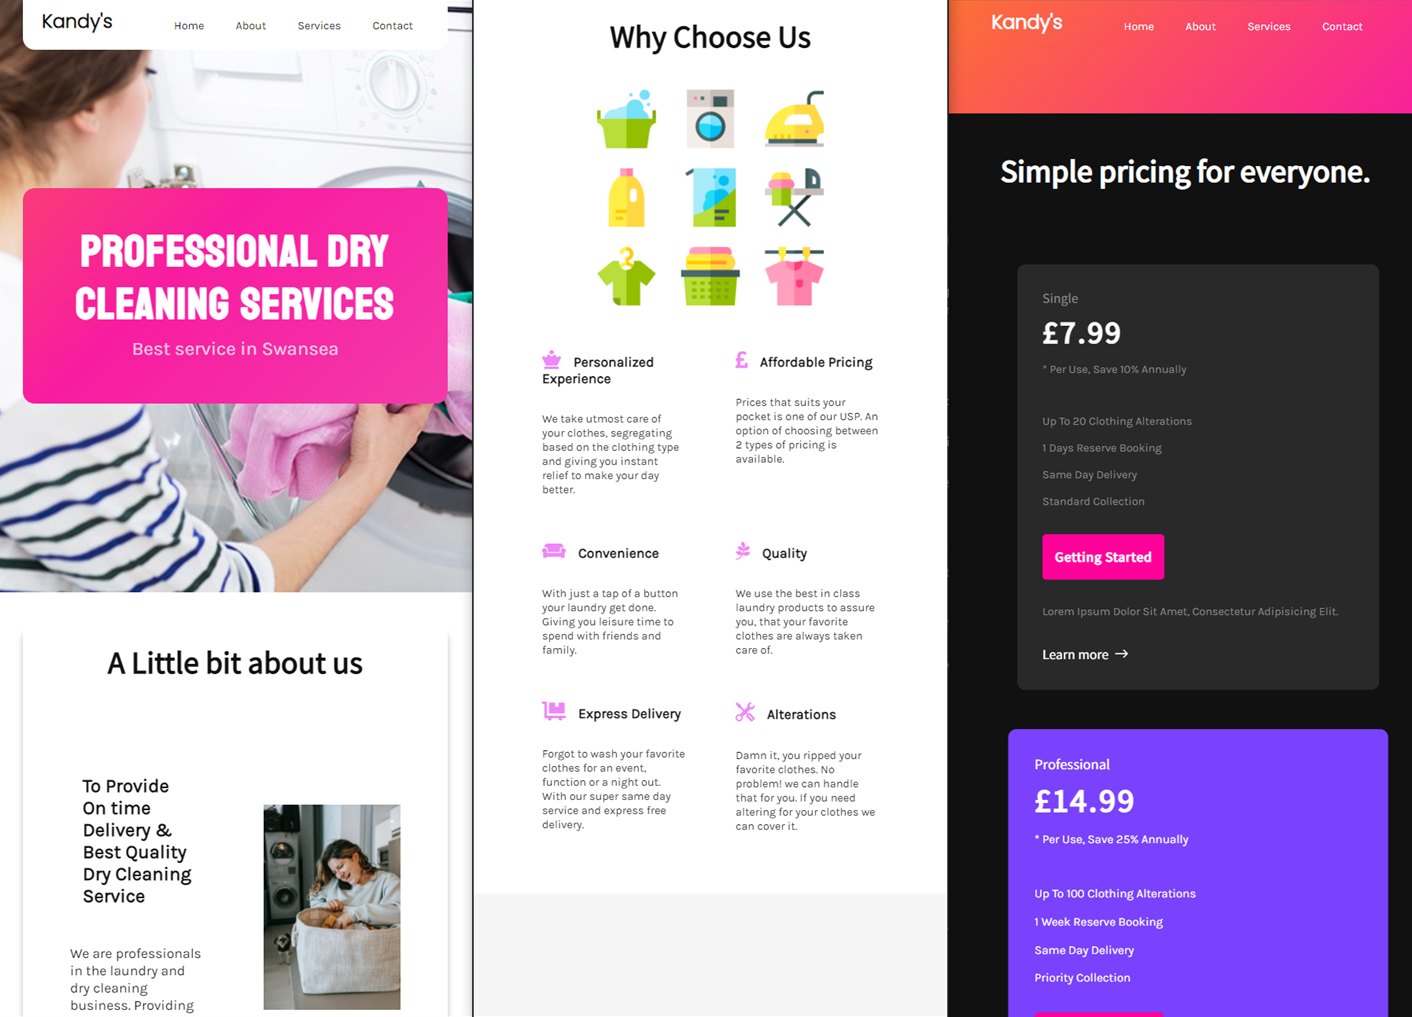 Kandy's
Home About Services Contact
PROFESSIONAL DRY
CLEANING SERVICES
Best service in Swansea
A Little bit about us
To Provide
On time
Delivery &
Best Quality
Dry Cleaning
Service
We are professionals
in the laundry and
dry cleaning
business. Providing
Why Choose Us
Personalized
Experience
We take utmost care of
your clothes, segregating
based on the clothing type
and giving you instant
relief to make your day
better.
£ Affordable Pricing
Prices that suits your
pocket is one of our USP. An
option of choosing between
2 types of pricing is
available.
Convenience
With just a tap of a button
your laundry get done.
Giving you leisure time to
spend with friends and
family.
Quality
We use the best in class
laundry products to assure
you, that your favorite
clothes are always taken
care of.
Express Delivery
Forgot to wash your favorite
clothes for an event,
function or a night out.
With our super same day
service and express free
delivery.
Alterations
Damn it, you ripped your
favorite clothes. No
problem! we can handle
that for you. If you need
altering for your clothes we
can cover it.
Kandy's
Home About Services Contact
Simple pricing for everyone.
Single
£7.99
* Per Use, Save 10% Annually
Up To 20 Clothing Alterations
1 Days Reserve Booking
Same Day Delivery
Standard Collection
Getting Started
Lorem Ipsum Dolor Sit Amet, Consectetur Adipisicing Elit.
Learn more →
Professional
£14.99
* Per Use, Save 25% Annually
Up To 100 Clothing Alterations
1 Week Reserve Booking
Same Day Delivery
Priority Collection